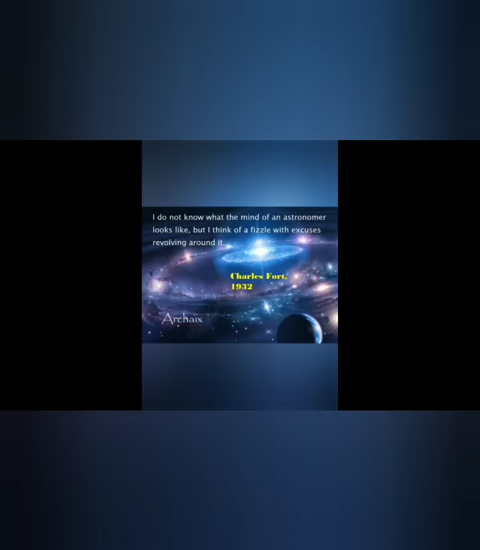 I do not know what the mind of an astronomer
looks like, but I think of a fizzle with excuses
revolving around it.
Charles Fort,
1932
Archaix